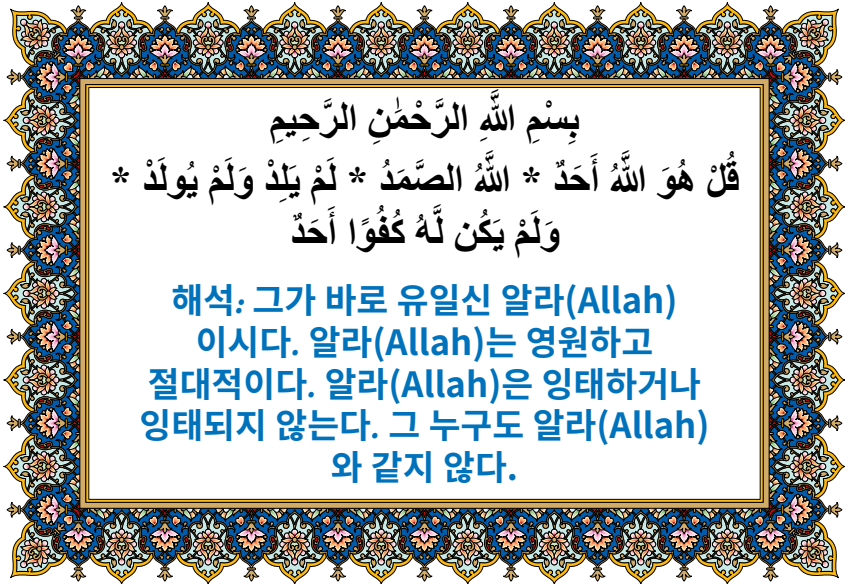 بِسْمِ اللَّهِ الرَّحْمَٰنِ الرَّحِيمِ
قُلْ هُوَ اللَّهُ أَحَدٌ * اللَّهُ الصَّمَدُ * لَمْ يَلِدْ وَلَمْ يُولَدْ *
وَلَمْ يَكُن لَّهُ كُفُوًا أَحَدٌ
해석: 그가 바로 유일신 알라(Allah)
이시다. 알라(Allah)는 영원하고
절대적이다. 알라(Allah)은 잉태하거나
잉태되지 않는다. 그 누구도 알라(Allah)
와 같지 않다.